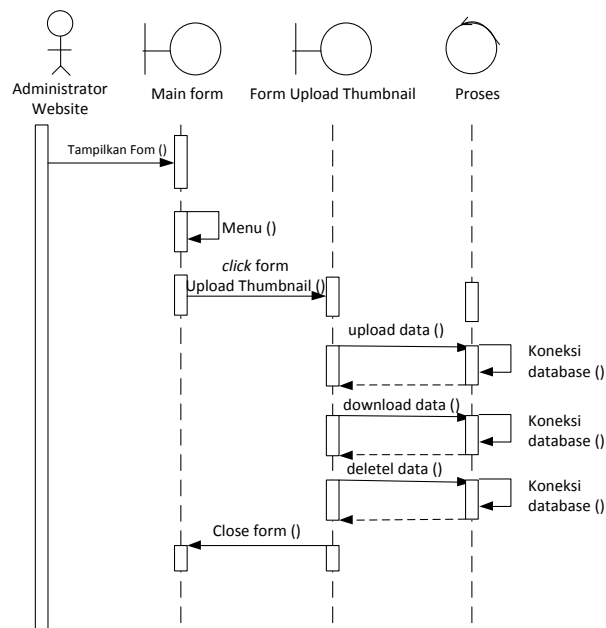 Administrator
Website
Main form
Form Upload Thumbnail
Proses
Tampilkan Fom ()
Menu ()
click form
Upload Thumbnail ()
upload data ()
Koneksi
database ()
download data ()
Koneksi
database ()
deletel data ()
Koneksi
database ()
Close form ()